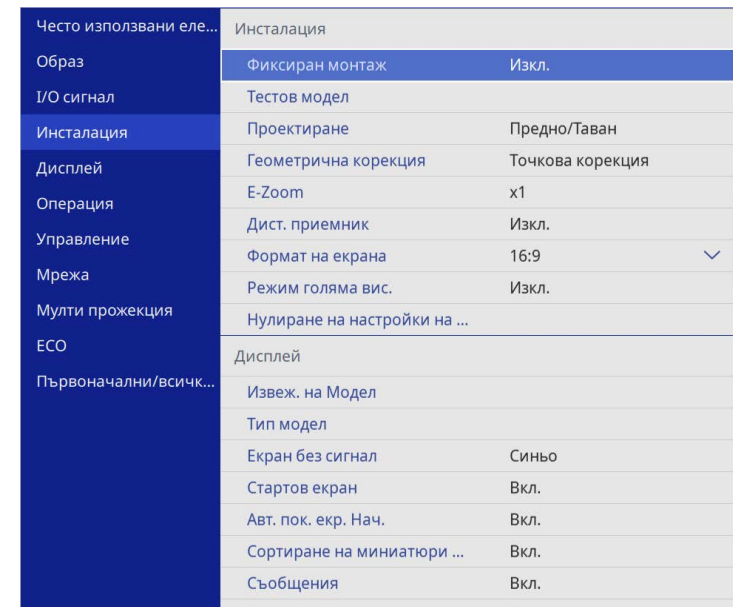 Често използвани еле...
Образ
I/O сигнал
Инсталация
Дисплей
Операция
Управление
Мрежа
Мулти прожекция
ECO
Първоначални/всичк...
Инсталация
Фиксиран монтаж Изкл.
Тестов модел
Проектиране Предно/Таван
Геометрична корекция Точкова корекция
E-Zoom x1
Дист. приемник Изкл.
Формат на екрана 16:9
Режим голяма вис. Изкл.
Нулиране на настройки на ...
Дисплей
Извеж. на Модел
Тип модел
Екран без сигнал Синьо
Стартов екран Вкл.
Авт. пок. екр. Нач. Вкл.
Сортиране на миниатюри ... Вкл.
Съобщения Вкл.